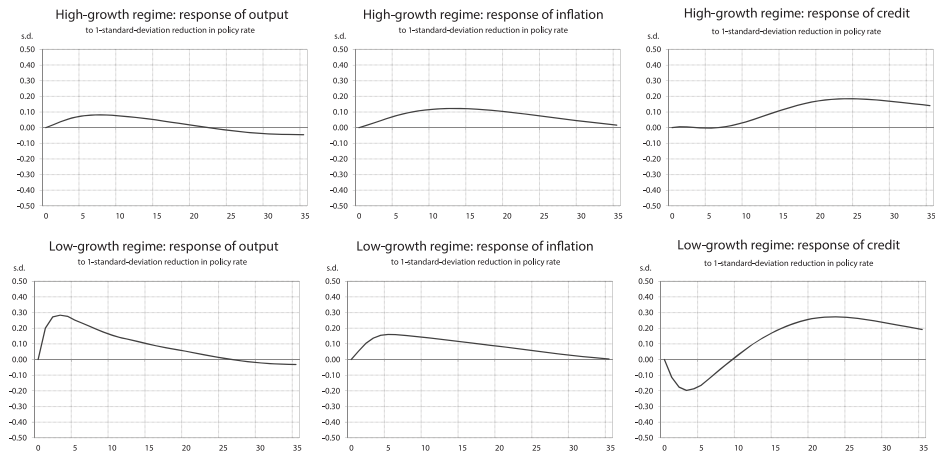 High-growth regime: response of output
to 1-standard-deviation reduction in policy rate
s.d.
0.50
0.40
0.30
0.20
0.10
0.00
–0.10
–0.20
–0.30
–0.40
–0.50
0 5 10 15 20 25 30 35
High-growth regime: response of inflation
to 1-standard-deviation reduction in policy rate
s.d.
0.50
0.40
0.30
0.20
0.10
0.00
–0.10
–0.20
–0.30
–0.40
–0.50
0 5 10 15 20 25 30 35
High-growth regime: response of credit
to 1-standard-deviation reduction in policy rate
s.d.
0.50
0.40
0.30
0.20
0.10
0.00
–0.10
–0.20
–0.30
–0.40
–0.50
0 5 10 15 20 25 30 35
Low-growth regime: response of output
to 1-standard-deviation reduction in policy rate
s.d.
0.50
0.40
0.30
0.20
0.10
0.00
–0.10
–0.20
–0.30
–0.40
–0.50
0 5 10 15 20 25 30 35
Low-growth regime: response of inflation
to 1-standard-deviation reduction in policy rate
s.d.
0.50
0.40
0.30
0.20
0.10
0.00
–0.10
–0.20
–0.30
–0.40
–0.50
0 5 10 15 20 25 30 35
Low-growth regime: response of credit
to 1-standard-deviation reduction in policy rate
s.d.
0.50
0.40
0.30
0.20
0.10
0.00
–0.10
–0.20
–0.30
–0.40
–0.50
0 5 10 15 20 25 30 35